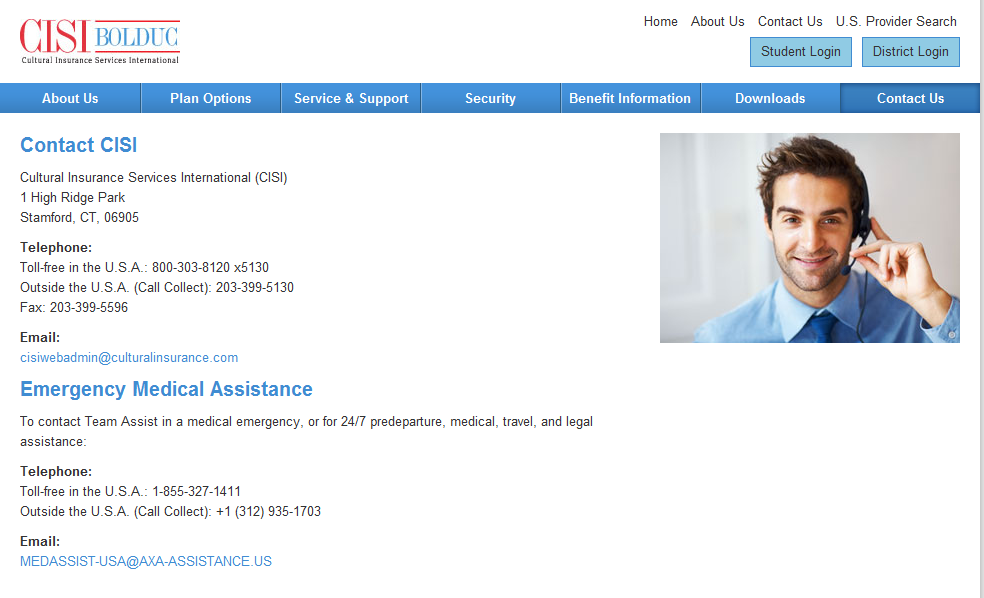 CISI BOLDUC
Cultural Insurance Services International
Home About Us Contact Us U.S. Provider Search
Student Login District Login
About Us Plan Options Service & Support Security Benefit Information Downloads Contact Us
Contact CISI
Cultural Insurance Services International (CISI)
1 High Ridge Park
Stamford, CT, 06905
Telephone:
Toll-free in the U.S.A.: 800-303-8120 x5130
Outside the U.S.A. (Call Collect): 203-399-5130
Fax: 203-399-5596
Email:
cisiwebadmin@culturalinsurance.com
Emergency Medical Assistance
To contact Team Assist in a medical emergency, or for 24/7 predeparture, medical, travel, and legal
assistance:
Telephone:
Toll-free in the U.S.A.: 1-855-327-1411
Outside the U.S.A. (Call Collect): +1 (312) 935-1703
Email:
MEDASSIST-USA@AXA-ASSISTANCE.US